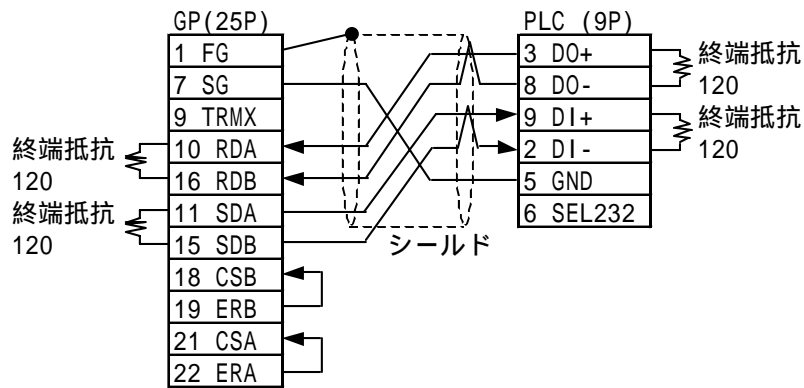 GP(25P)
1 FG
7 SG
9 TRMX
10 RDA
16 RDB
11 SDA
15 SDB
18 CSB
19 ERB
21 CSA
22 ERA
終端抵抗
120
終端抵抗
120
シールド
PLC (9P)
3 DO+
8 DO-
9 DI+
2 DI-
5 GND
6 SEL232
終端抵抗
120
終端抵抗
120